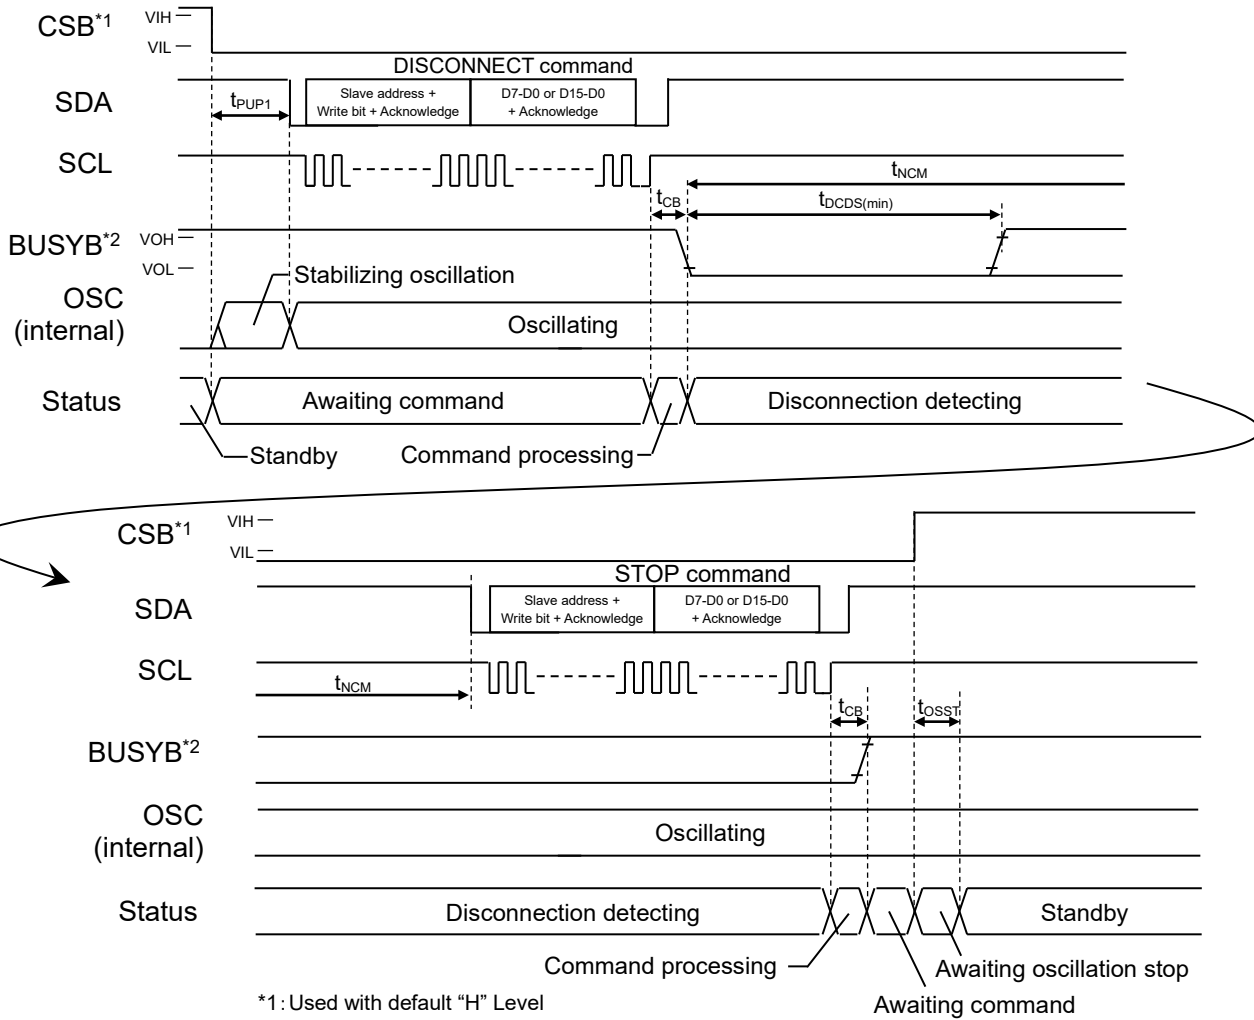 CSB*1
VIH
VIL
DISCONNECT command
SDA
tPUP1
Slave address +
Write bit + Acknowledge
D7-D0 or D15-D0
+ Acknowledge
SCL
tNCM
tCB
tDCDS(min)
BUSYB*2
VOH
VOL
Stabilizing oscillation
OSC
(internal)
Oscillating
Status
Awaiting command
Disconnection detecting
Standby
Command processing
CSB*1
VIH
VIL
STOP command
SDA
Slave address +
Write bit + Acknowledge
D7-D0 or D15-D0
+ Acknowledge
SCL
tNCM
tCB
tOSST
BUSYB*2
OSC
(internal)
Oscillating
Status
Disconnection detecting
Standby
Command processing
Awaiting oscillation stop
Awaiting command
*1:Used with default “H” Level